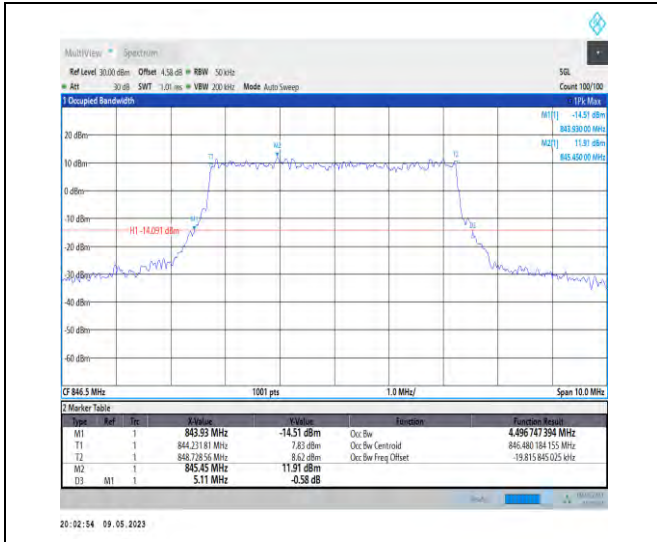 MultiView Spectrum
Ref Level 30.00 dBm Offset 4.58 dB RBW 50 kHz SGL
Att 30 dB SWT 1.01 ms VBW 200 kHz Mode Auto Sweep Count 100/100
1 Occupied Bandwidth 1Pk Max
M1[1] -14.51 dBm
843.930 00 MHz
M2[1] 11.91 dBm
845.450 00 MHz
20 dBm
M2
T1 T2
10 dBm
0 dBm
-10 dBm
M1
H1 -14.091 dBm
D3
-20 dBm
-30 dBm
-40 dBm
-50 dBm
-60 dBm
CF 846.5 MHz 1001 pts 1.0 MHz/ Span 10.0 MHz
2 Marker Table
Type Ref Trc X-Value Y-Value Function Function Result
M1 1 843.93 MHz -14.51 dBm Occ Bw 4.496 747 394 MHz
T1 1 844.231 81 MHz 7.83 dBm Occ Bw Centroid 846.480 184 155 MHz
T2 1 848.728 56 MHz 8.62 dBm Occ Bw Freq Offset -19.815 845 025 kHz
M2 1 845.45 MHz 11.91 dBm
D3 M1 1 5.11 MHz -0.58 dB
20:02:54 09.05.2023